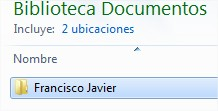 Biblioteca Documentos
Incluye: 2 ubicaciones
Nombre
Francisco Javier